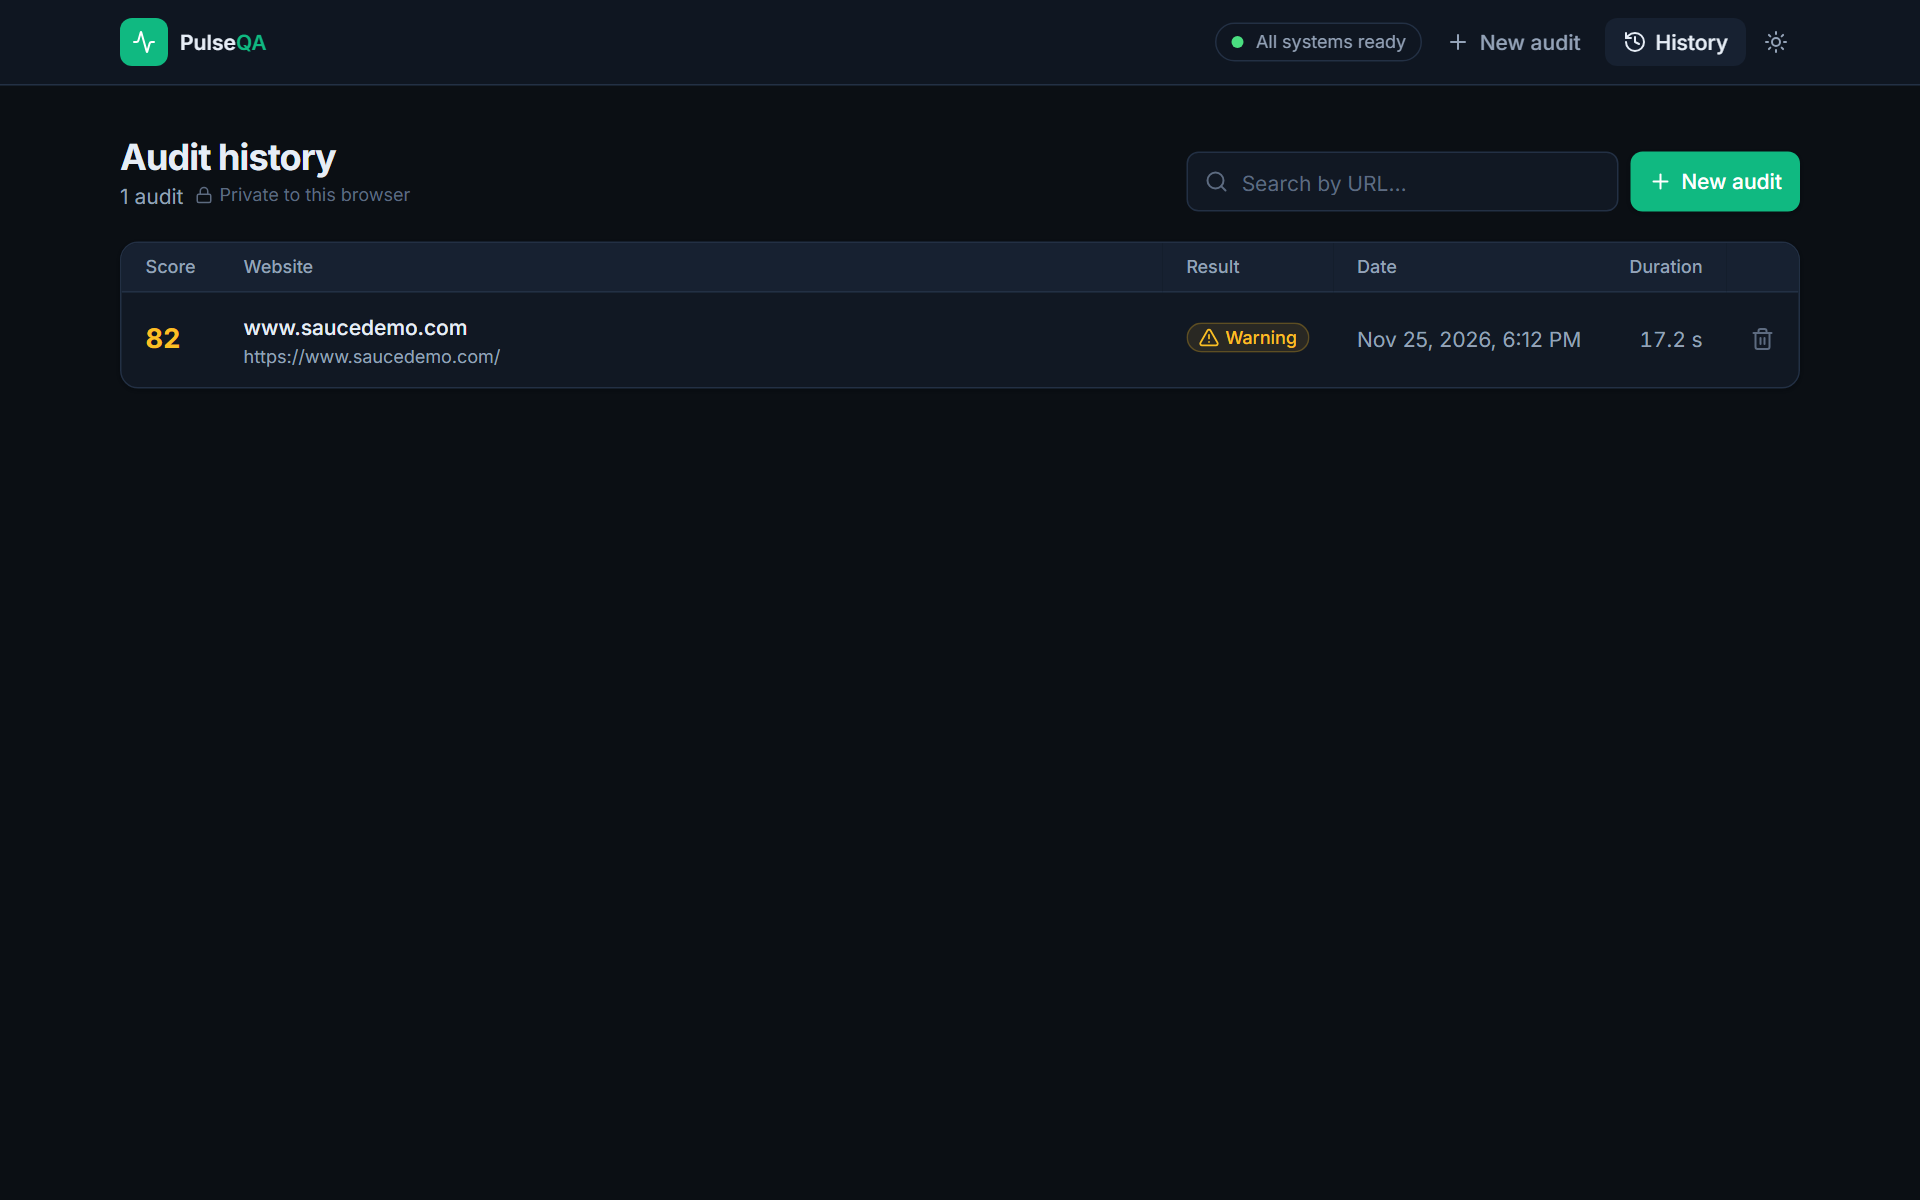 PulseQA
All systems ready
New audit
History
Audit history
1 audit Private to this browser
Search by URL...
New audit
Score Website Result Date Duration
82 www.saucedemo.com Warning Nov 25, 2026, 6:12 PM 17.2 s
https://www.saucedemo.com/